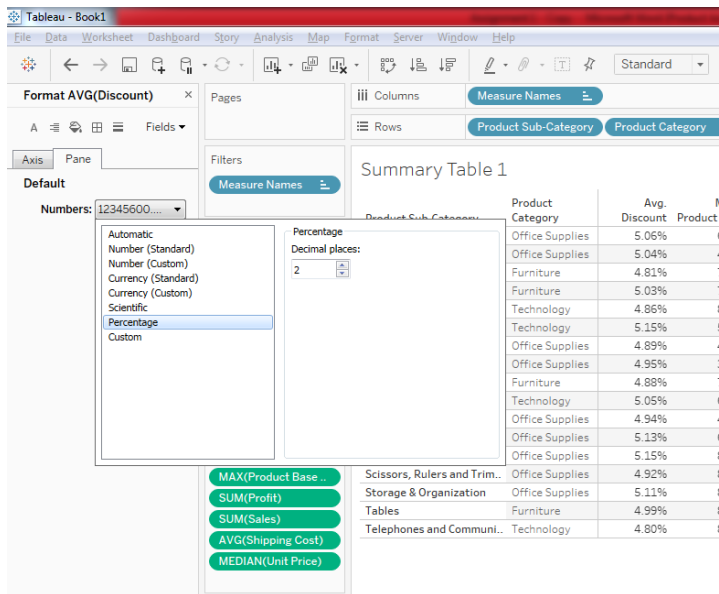 Tableau - Book1
File Data Worksheet Dashboard Story Analysis Map Format Server Window Help
Standard
Format AVG(Discount) ×
Fields
Axis Pane
Default
Numbers: 12345600....
Automatic
Number (Standard)
Number (Custom)
Currency (Standard)
Currency (Custom)
Scientific
Percentage
Custom
Percentage
Decimal places:
2
Pages
Filters
Measure Names
MAX(Product Base ..
SUM(Profit)
SUM(Sales)
AVG(Shipping Cost)
MEDIAN(Unit Price)
Columns Measure Names
Rows Product Sub-Category Product Category
Summary Table 1
Product Avg.
Product Sub-Category Category Discount Product
Office Supplies 5.06%
Office Supplies 5.04%
Furniture 4.81%
Furniture 5.03%
Technology 4.86%
Technology 5.15%
Office Supplies 4.89%
Office Supplies 4.95%
Furniture 4.88%
Technology 5.05%
Office Supplies 4.94%
Office Supplies 5.13%
Office Supplies 5.15%
Scissors, Rulers and Trim.. Office Supplies 4.92%
Storage & Organization Office Supplies 5.11%
Tables Furniture 4.99%
Telephones and Communi.. Technology 4.80%